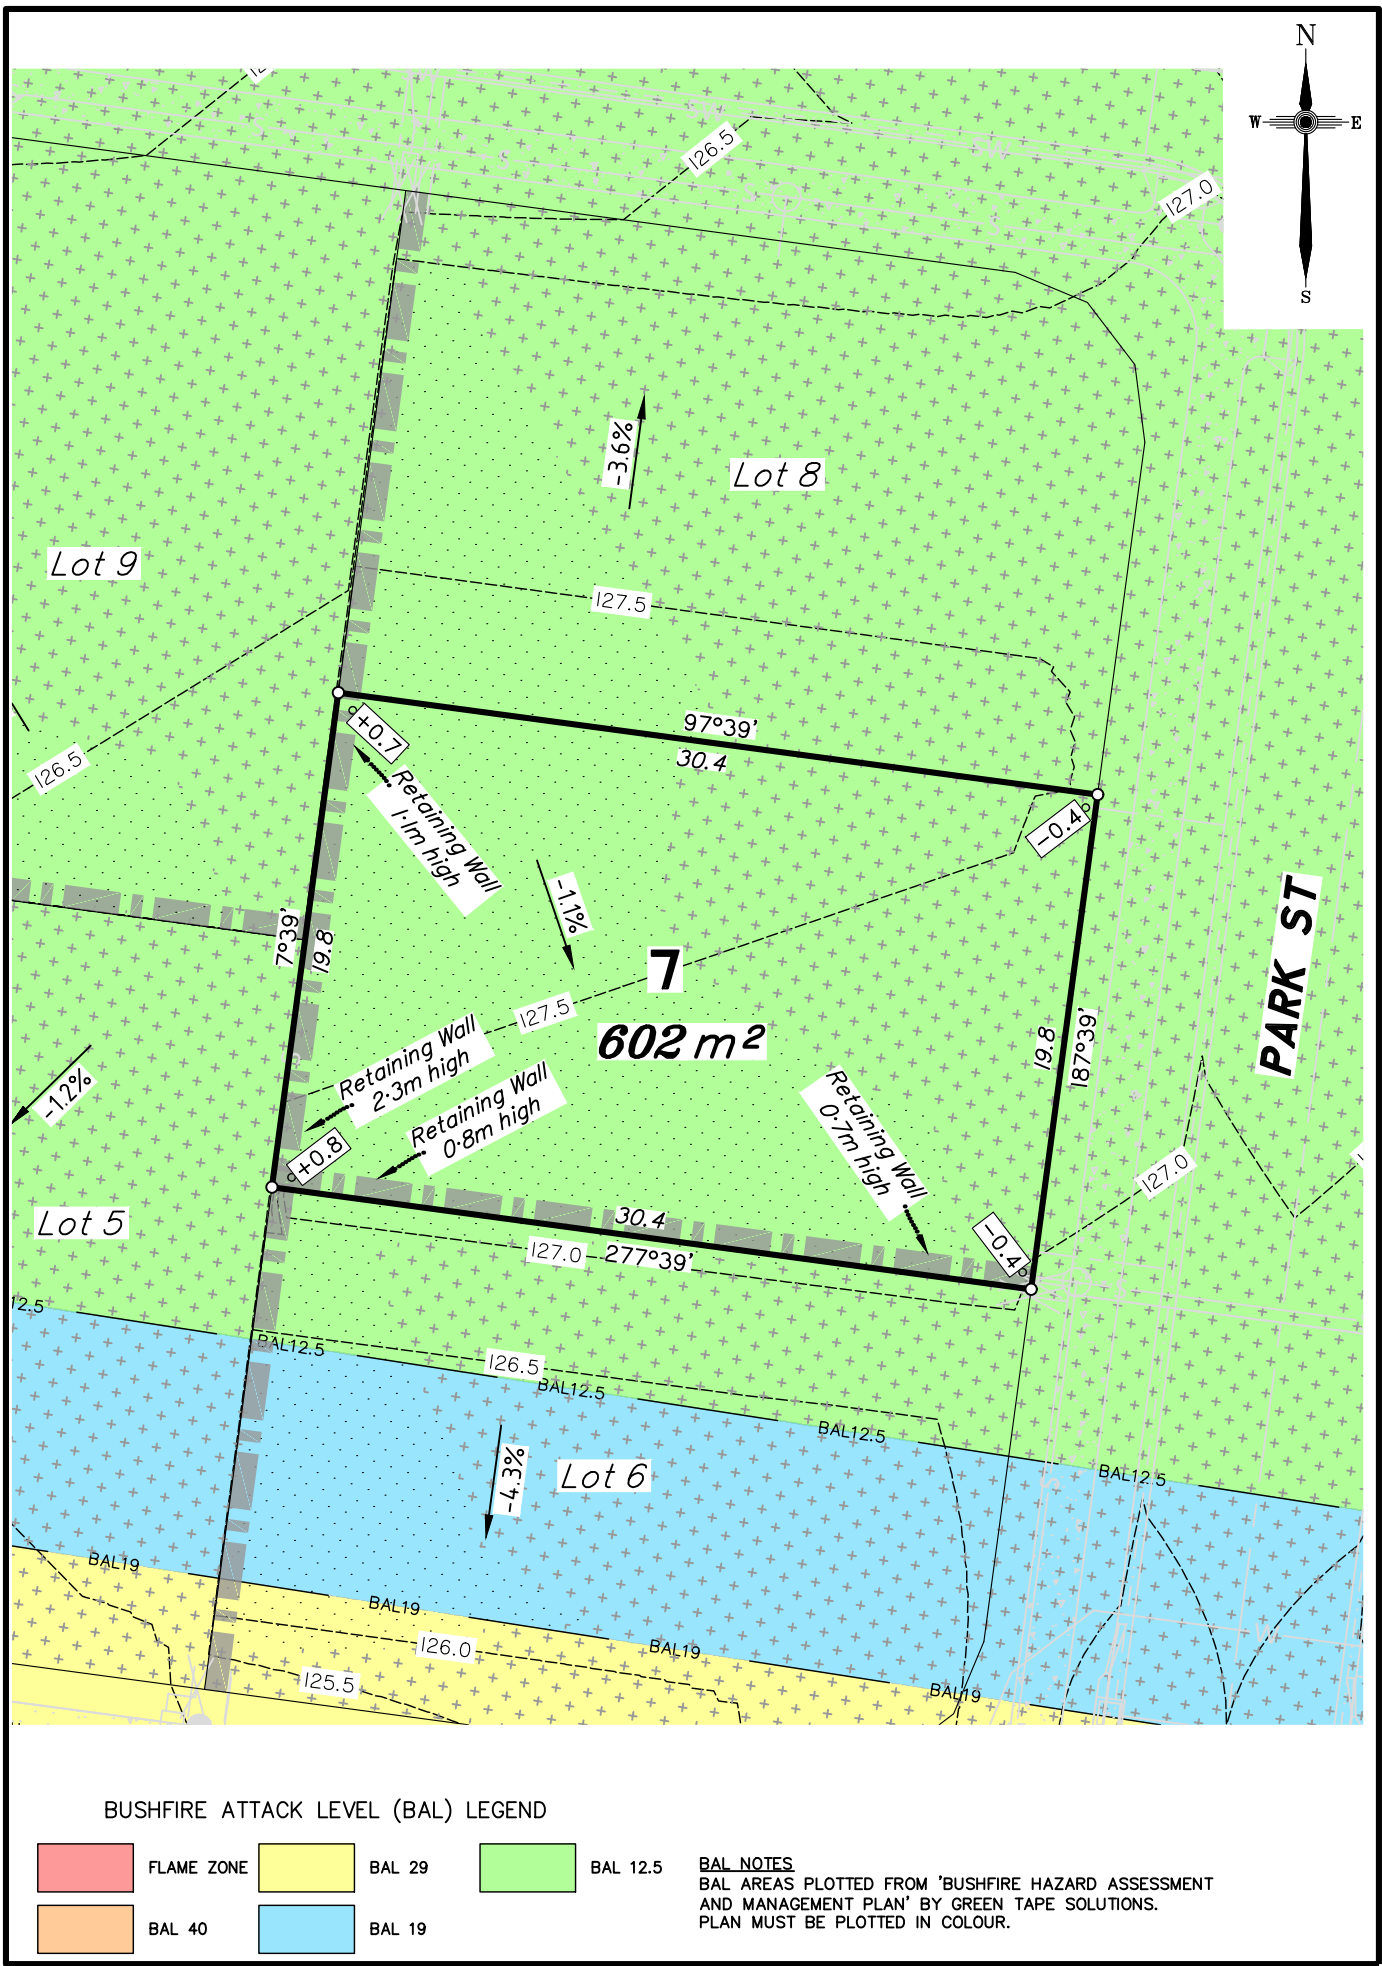 N
W
E
S
126.5
127.0
-3.6%
Lot 8
Lot 9
127.5
126.5
97°39'
30.4
+0.7
Retaining Wall
1·1m high
-0.4
-1.1%
7°39'
19.8
7
127.5
602 m²
PARK ST
19.8
187°39'
-1.2%
Retaining Wall
2·3m high
Retaining Wall
0·8m high
Retaining Wall
0·7m high
+0.8
127.0
Lot 5
30.4
127.0
277°39'
-0.4
12.5
BAL12.5
126.5
BAL12.5
BAL12.5
BAL12.5
-4.3%
Lot 6
BAL19
BAL19
BAL19
BAL19
126.0
125.5
BUSHFIRE ATTACK LEVEL (BAL) LEGEND
FLAME ZONE
BAL 29
BAL 12.5
BAL 40
BAL 19
BAL NOTES
BAL AREAS PLOTTED FROM 'BUSHFIRE HAZARD ASSESSMENT
AND MANAGEMENT PLAN' BY GREEN TAPE SOLUTIONS.
PLAN MUST BE PLOTTED IN COLOUR.